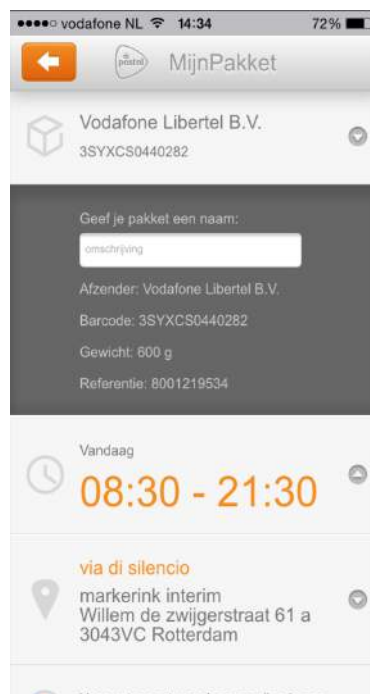 vodafone NL 14:34 72%
postnl MijnPakket
Vodafone Libertel B.V.
3SYXCS0440282
Geef je pakket een naam:
omschrijving
Afzender: Vodafone Libertel B.V.
Barcode: 3SYXCS0440282
Gewicht: 600 g
Referentie: 8001219534
Vandaag
08:30 - 21:30
via di silencio
markerink interim
Willem de zwijgerstraat 61 a
3043VC Rotterdam